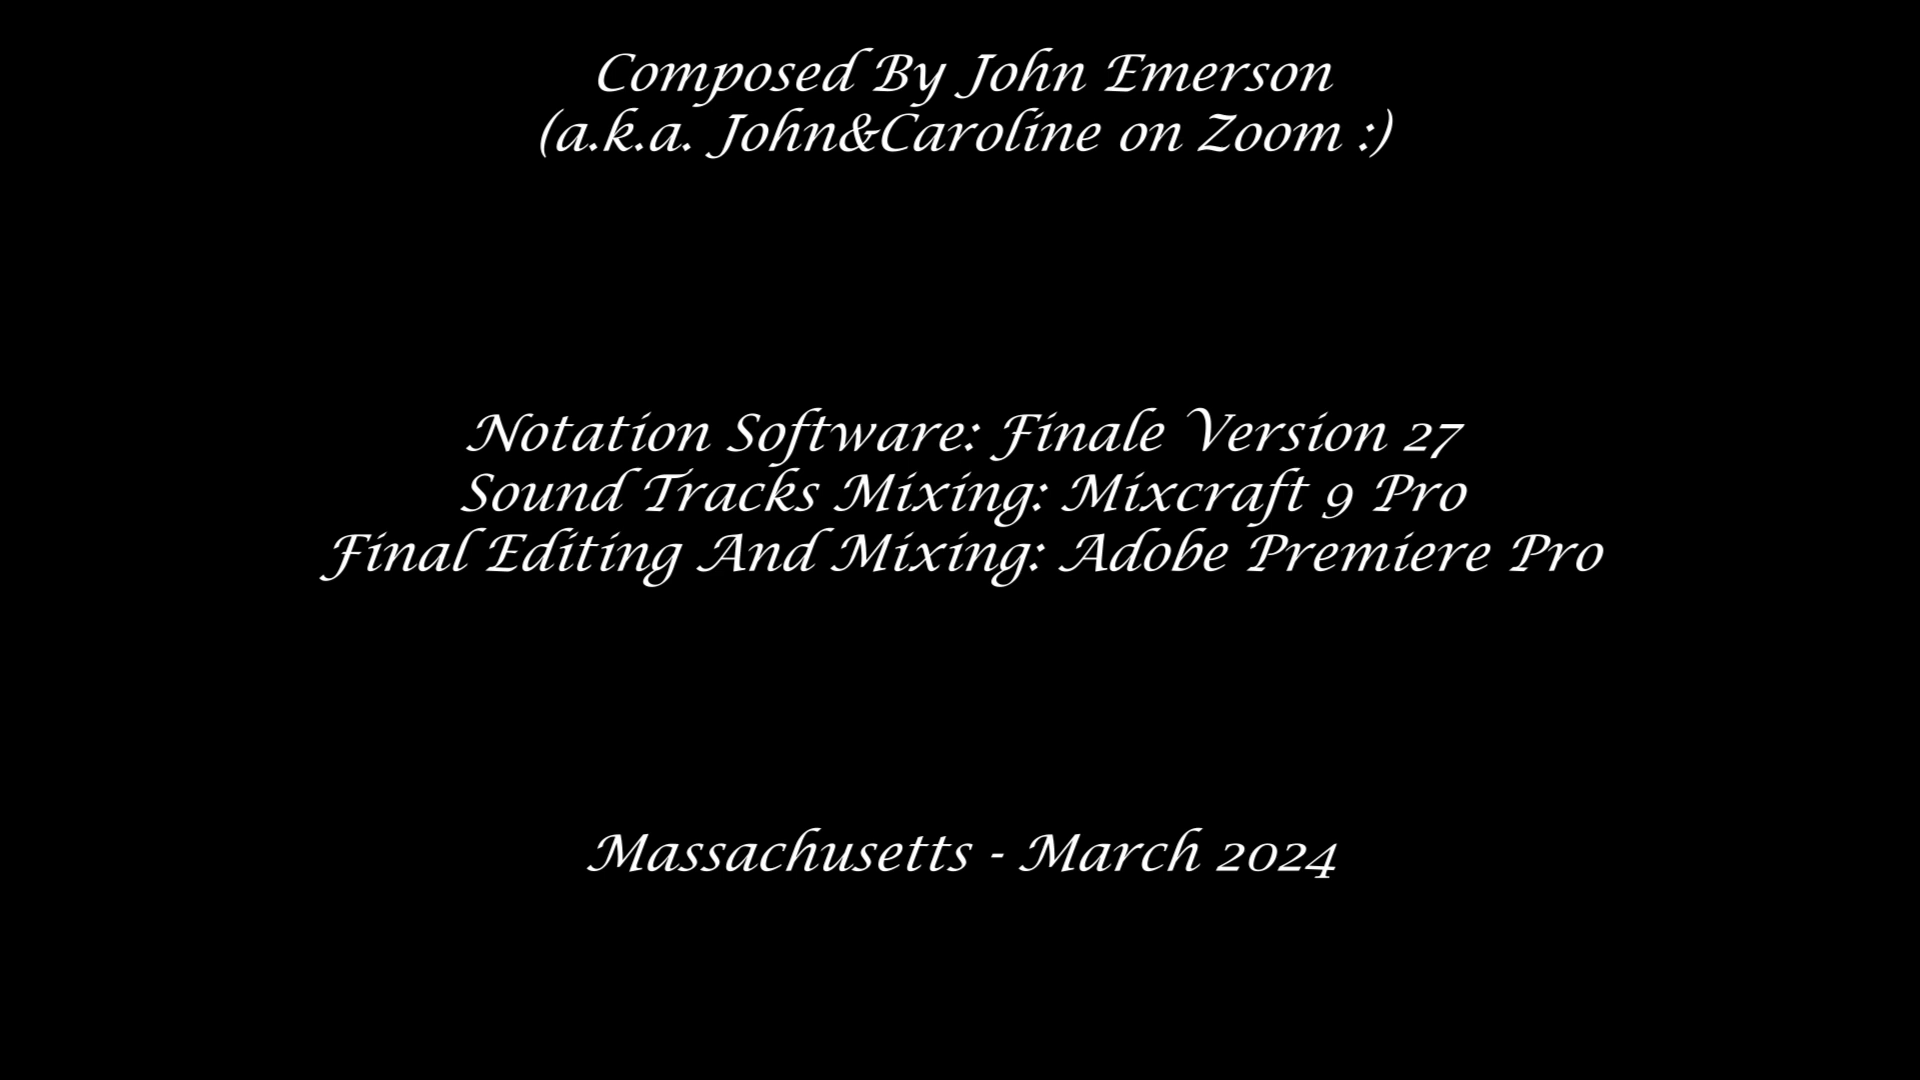 Composed By John Emerson
(a.k.a. John&Caroline on Zoom :)
Notation Software: Finale Version 27
Sound Tracks Mixing: Mixcraft 9 Pro
Final Editing And Mixing: Adobe Premiere Pro
Massachusetts - March 2024